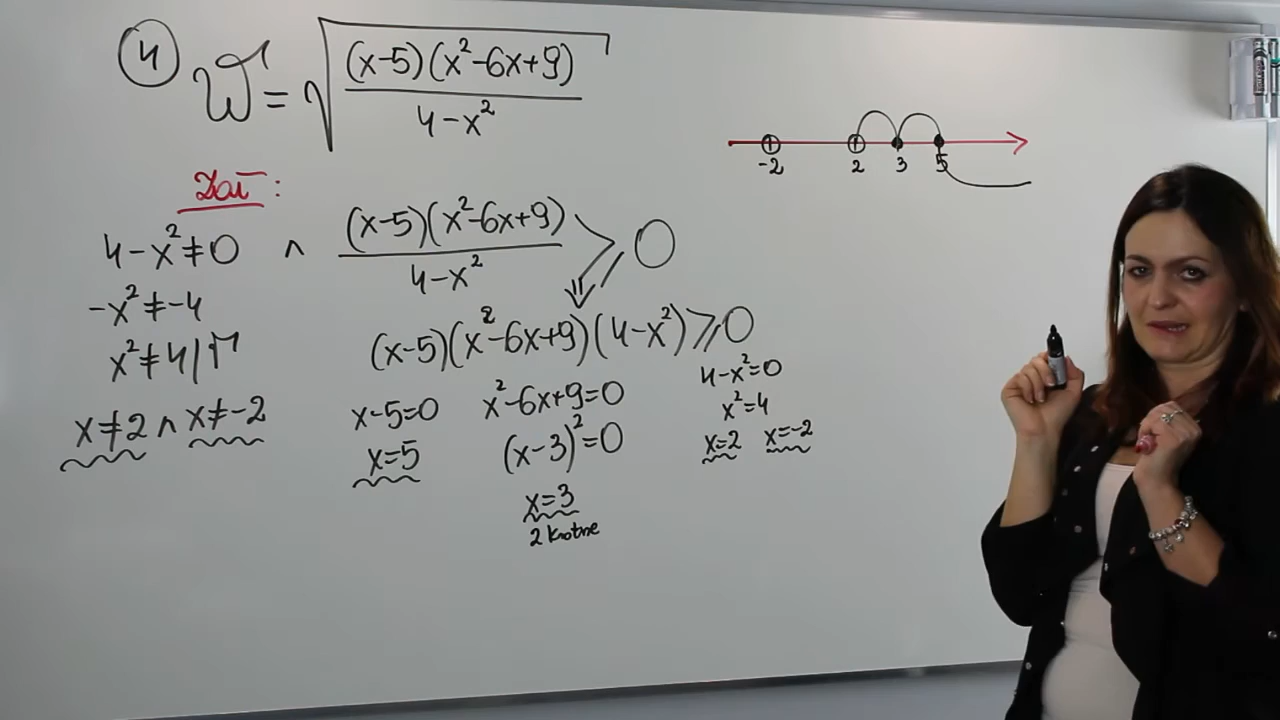 4 W = √((x-5)(x²-6x+9) / (4-x²))
-2 2 3 5
Zał:
4-x²≠0 ∧ (x-5)(x²-6x+9) / (4-x²) ⩾ 0
-x²≠-4
(x-5)(x²-6x+9)(4-x²)⩾0
x²≠4 |√
x-5=0 x²-6x+9=0 4-x²=0
x≠2 ∧ x≠-2
x=5 (x-3)²=0 x²=4
x=2 x=-2
x=3
2 krotne